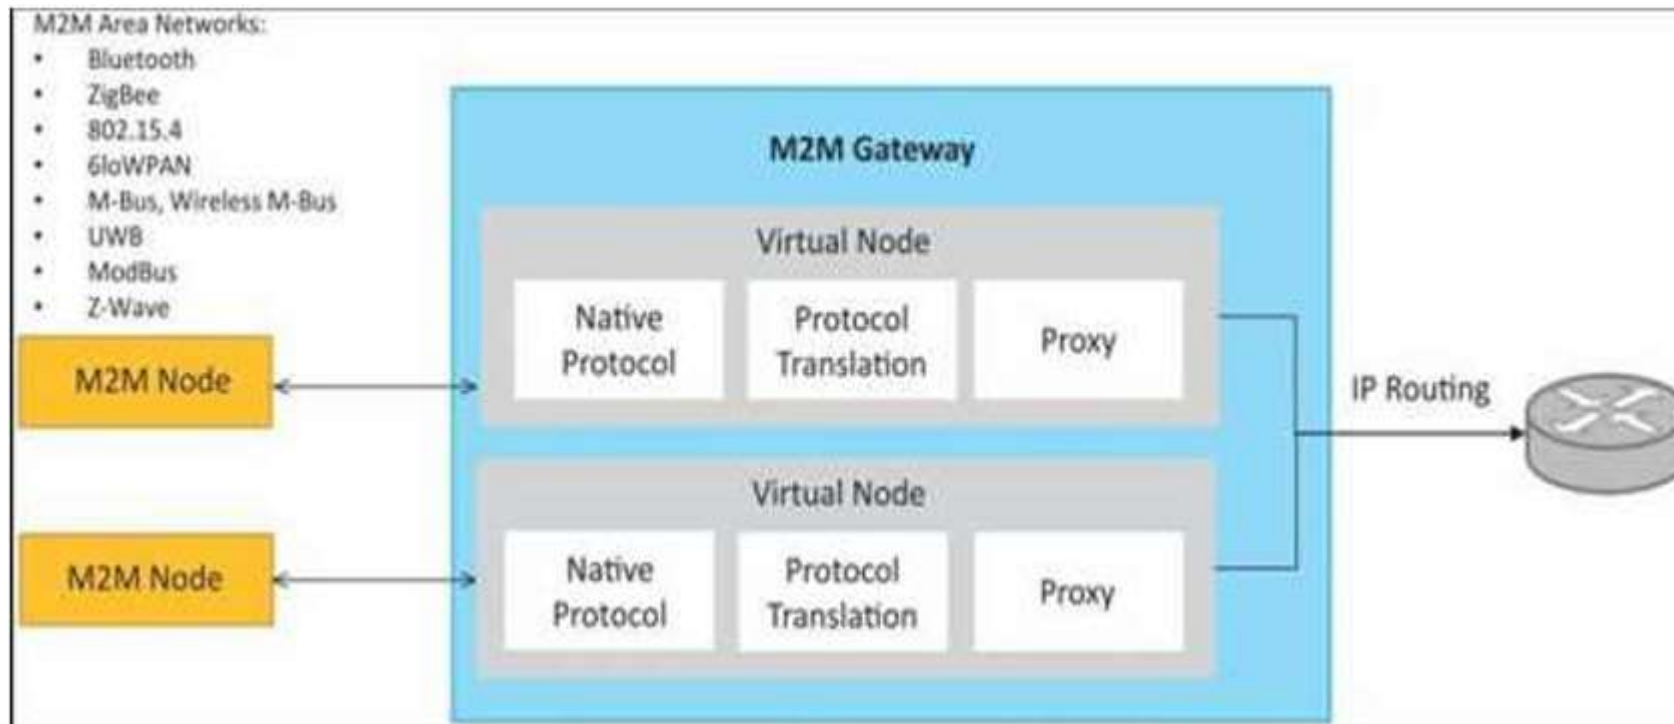 M2M Area Networks:
• Bluetooth
• ZigBee
• 802.15.4
• 6loWPAN
• M-Bus, Wireless M-Bus
• UWB
• ModBus
• Z-Wave
M2M Gateway
Virtual Node
Native
Protocol
Protocol
Translation
Proxy
M2M Node
IP Routing
Virtual Node
Native
Protocol
Protocol
Translation
Proxy
M2M Node